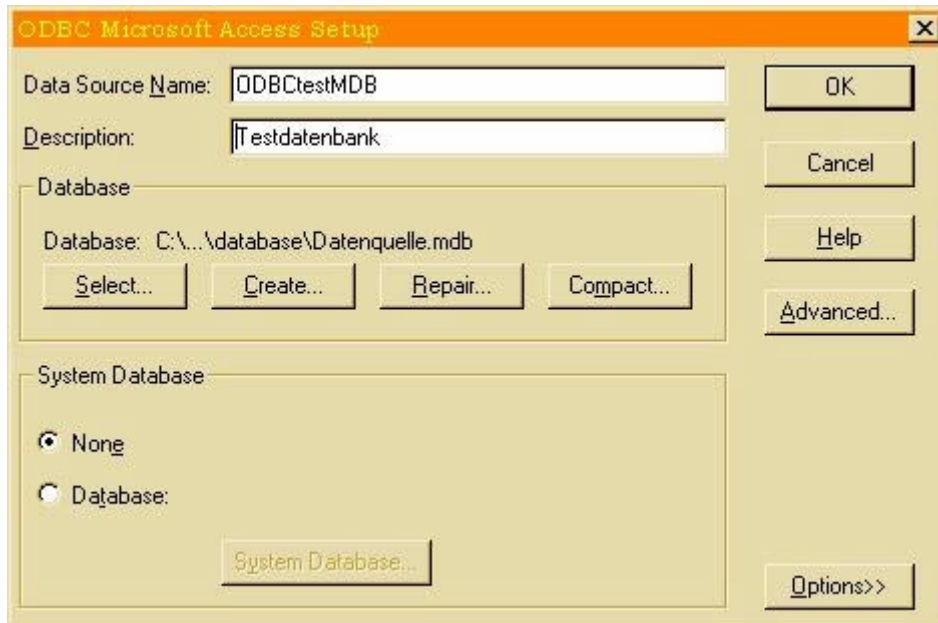 ODBC Microsoft Access Setup
Data Source Name: ODBCtestMDB
OK
Description: Testdatenbank
Cancel
Database
Database: C:\...\database\Datenquelle.mdb
Help
Select... Create... Repair... Compact...
Advanced...
System Database
None
Database:
System Database...
Options>>